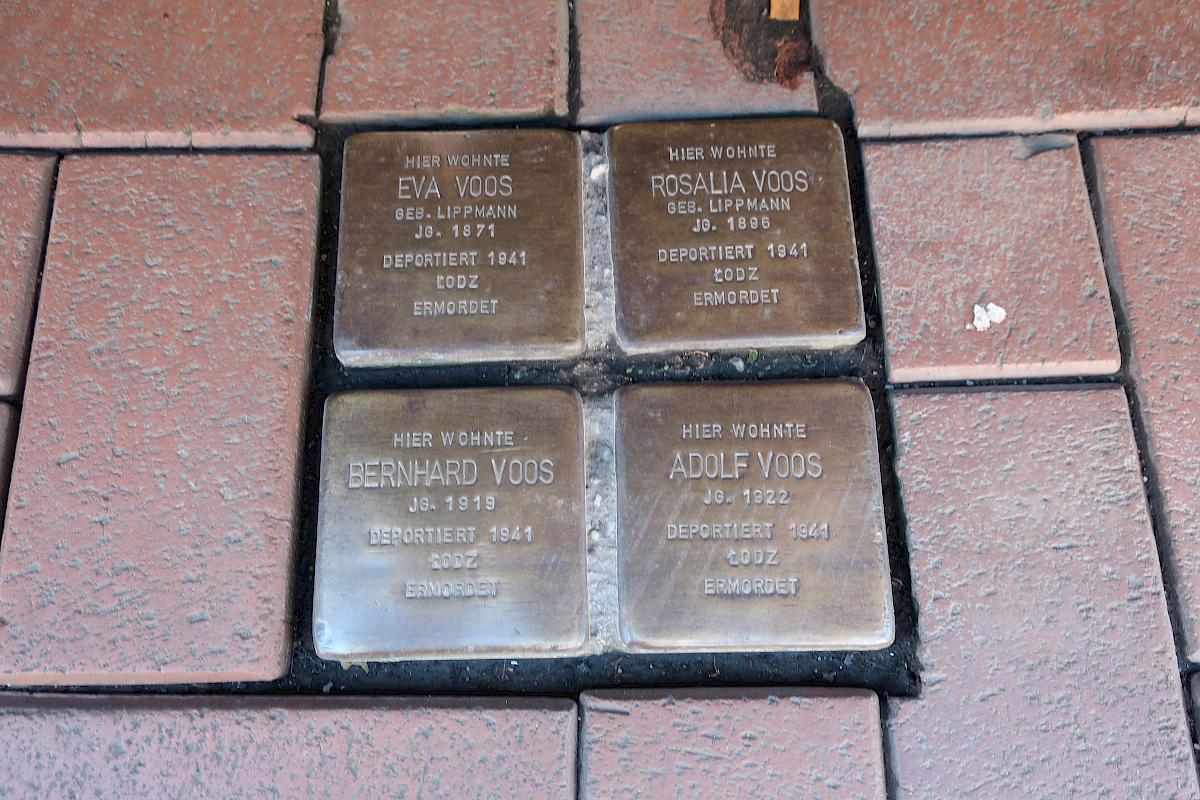 HIER WOHNTE
EVA VOOS
GEB. LIPPMANN
JG. 1871
DEPORTIERT 1941
ŁODZ
ERMORDET
HIER WOHNTE
ROSALIA VOOS
GEB. LIPPMANN
JG. 1896
DEPORTIERT 1941
ŁODZ
ERMORDET
HIER WOHNTE
BERNHARD VOOS
JG. 1919
DEPORTIERT 1941
ŁODZ
ERMORDET
HIER WOHNTE
ADOLF VOOS
JG. 1922
DEPORTIERT 1941
ŁODZ
ERMORDET